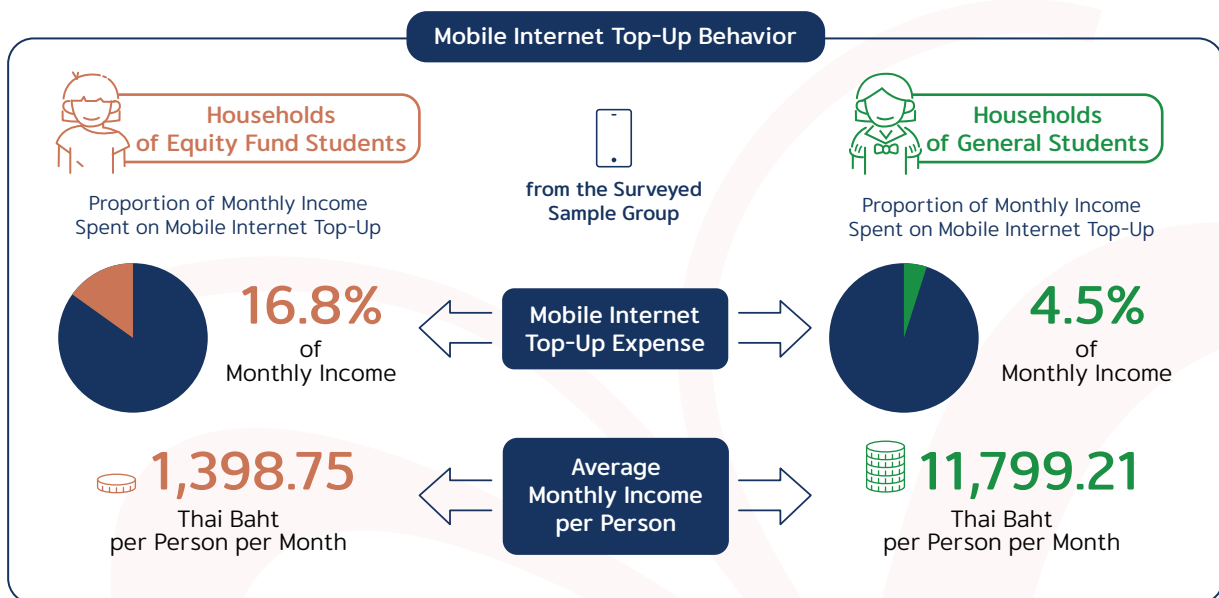 Mobile Internet Top-Up Behavior
Households
of Equity Fund Students
Proportion of Monthly Income
Spent on Mobile Internet Top-Up
16.8%
of
Monthly Income
1,398.75
Thai Baht
per Person per Month
from the Surveyed
Sample Group
Mobile Internet
Top-Up Expense
Average
Monthly Income
per Person
Households
of General Students
Proportion of Monthly Income
Spent on Mobile Internet Top-Up
4.5%
of
Monthly Income
11,799.21
Thai Baht
per Person per Month